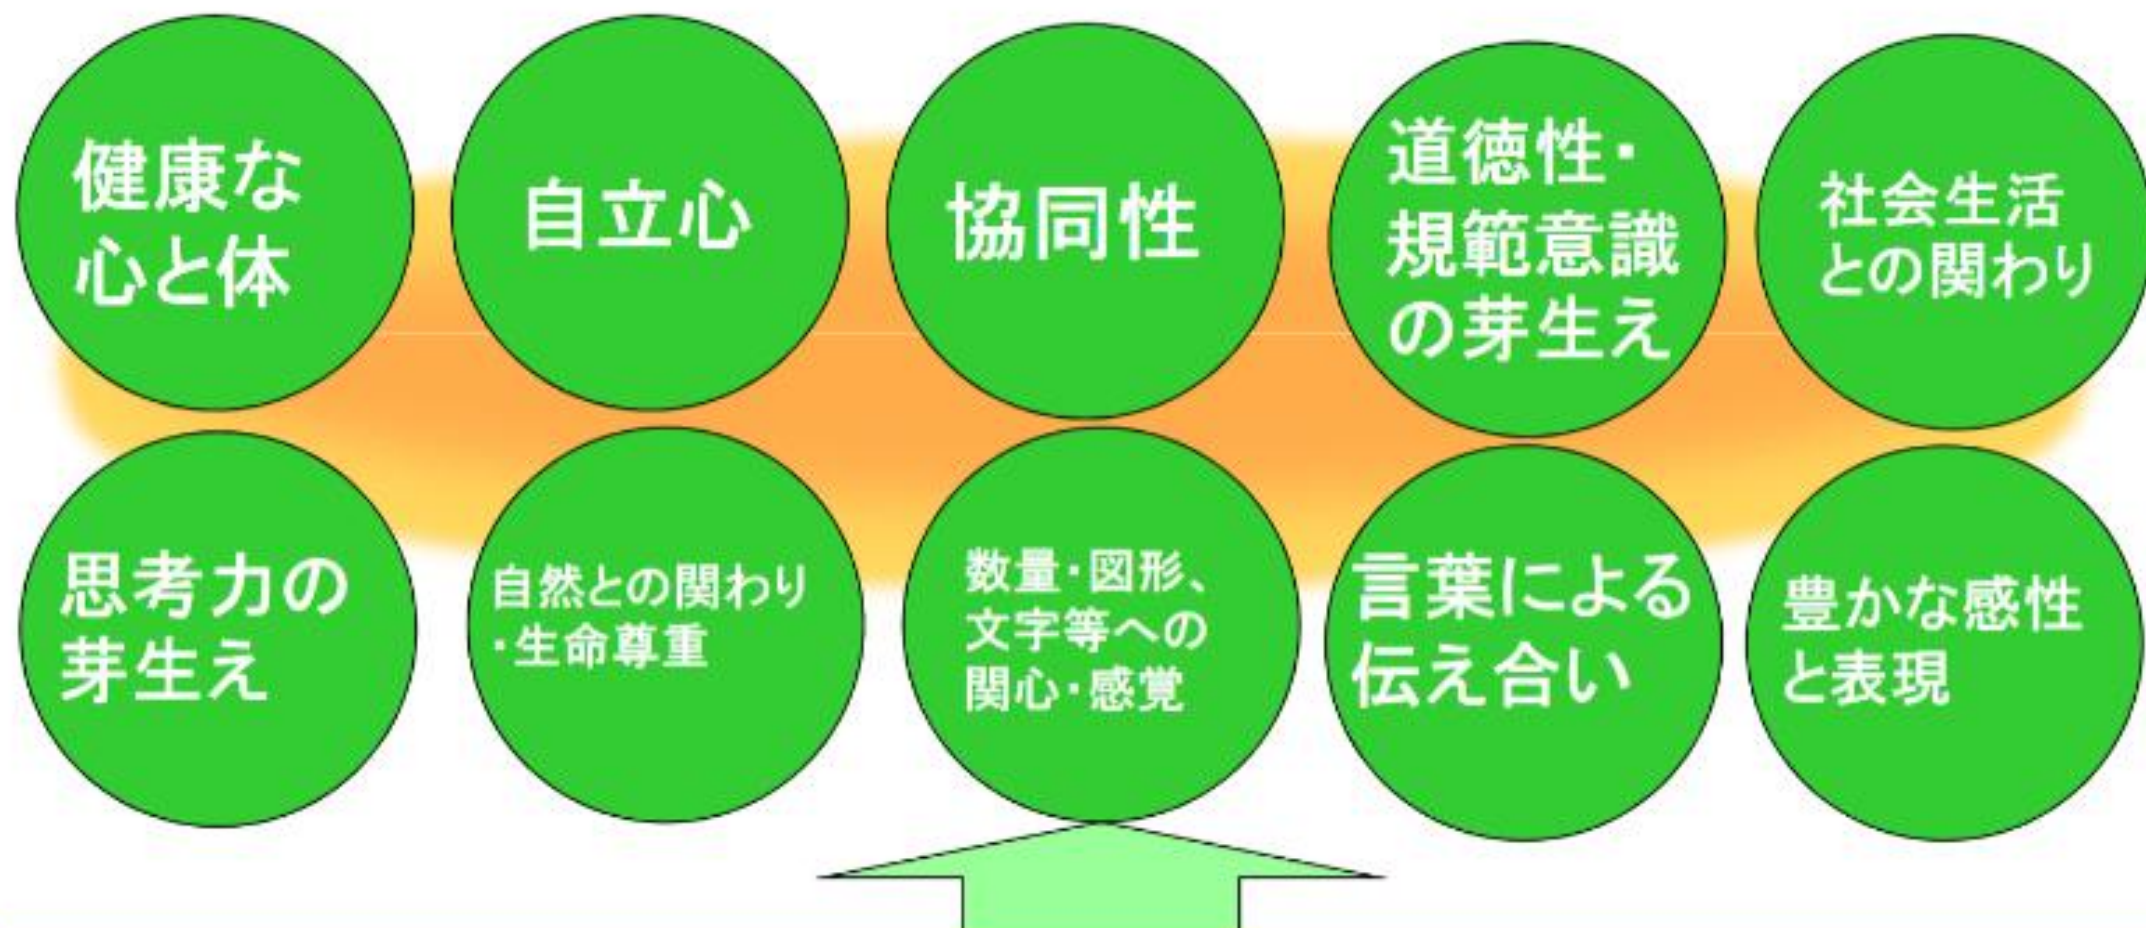 健康な
心と体
自立心
協同性
道徳性・
規範意識
の芽生え
社会生活
との関わり
思考力の
芽生え
自然との関わり
・生命尊重
数量・図形、
文字等への
関心・感覚
言葉による
伝え合い
豊かな感性
と表現